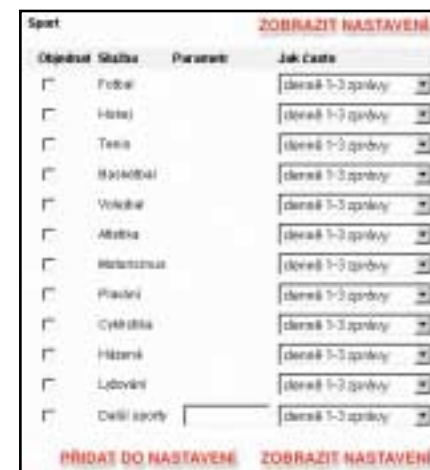 Sport ZOBRAZIT NASTAVENÍ
Objednat Služba Parametr Jak často
Fotbal denně 1-3 zprávy
Hokej denně 1-3 zprávy
Tenis denně 1-3 zprávy
Basketbal denně 1-3 zprávy
Volejbal denně 1-3 zprávy
Atletika denně 1-3 zprávy
Motorismus denně 1-3 zprávy
Plavání denně 1-3 zprávy
Cyklistika denně 1-3 zprávy
Házená denně 1-3 zprávy
Lyžování denně 1-3 zprávy
Další sporty denně 1-3 zprávy
PŘIDAT DO NASTAVENÍ ZOBRAZIT NASTAVENÍ